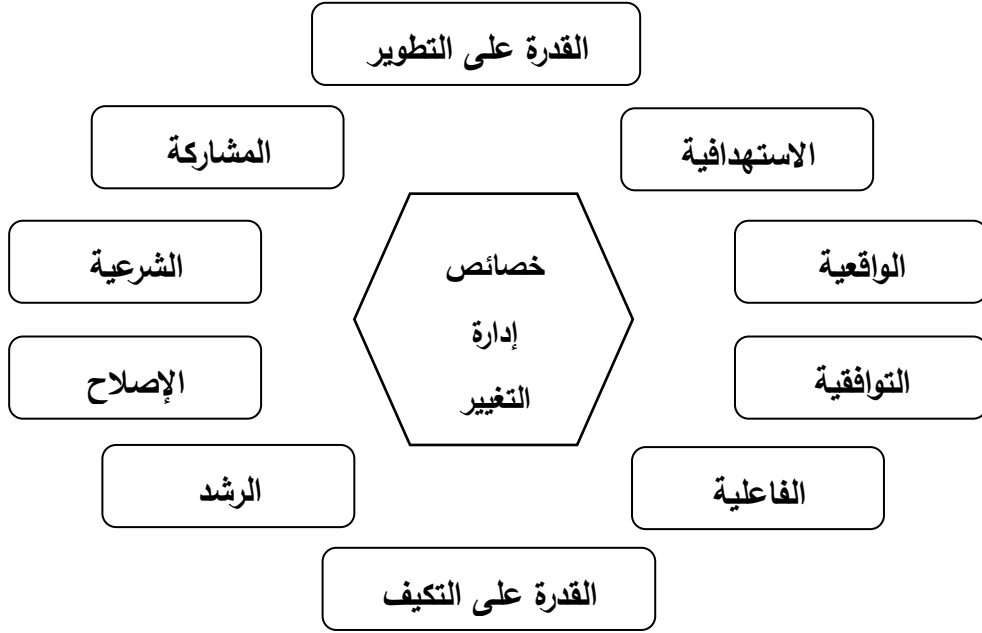 القدرة على التطوير
الاستهدافية
المشاركة
الواقعية
الشرعية
خصائص
إدارة
التغيير
التوافقية
الإصلاح
الفاعلية
الرشد
القدرة على التكيف